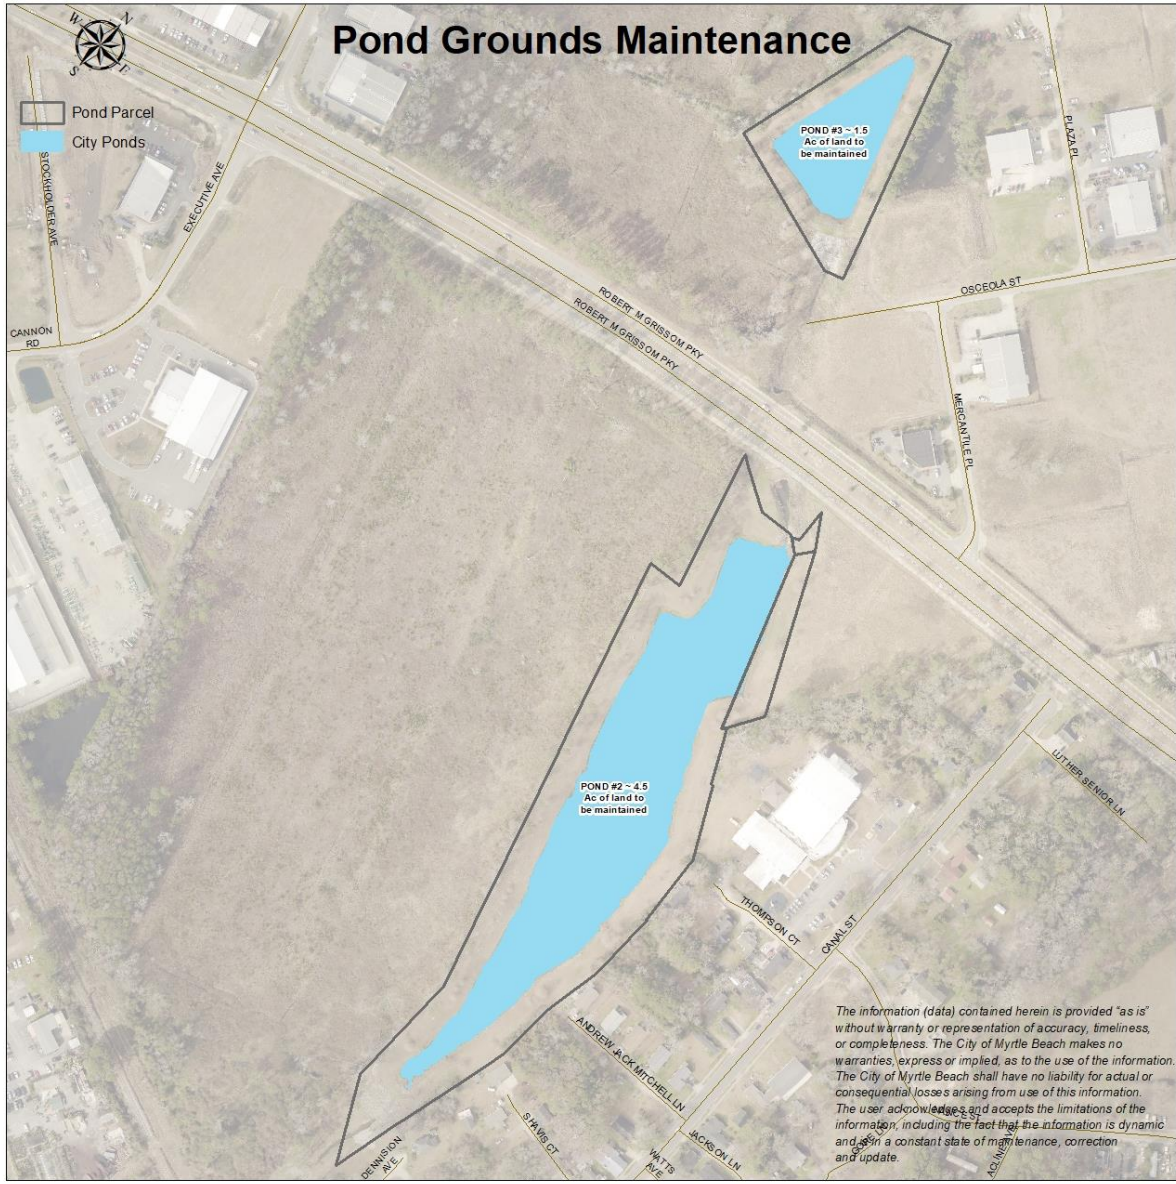 Pond Grounds Maintenance
W
N
S
E
Pond Parcel
City Ponds
POND #3 ~ 1.5
Ac of land to
be maintained
STOCKHOLDER AVE
EXECUTIVE AVE
PLAZA PL
OSCEOLA ST
ROBERT M GRISSOM PKY
ROBERT M GRISSOM PKY
CANNON
RD
MERCANTILE PL
LUTHER SENIOR LN
POND #2 ~ 4.5
Ac of land to
be maintained
THOMPSON CT
CANAL ST
ANDREW JACK MITCHELL LN
SHAVIS CT
DENNISION
AVE
WATTS
AVE
JACKSON LN
The information (data) contained herein is provided "as is"
without warranty or representation of accuracy, timeliness,
or completeness. The City of Myrtle Beach makes no
warranties, express or implied, as to the use of the information.
The City of Myrtle Beach shall have no liability for actual or
consequential losses arising from use of this information.
The user acknowledges and accepts the limitations of the
information, including the fact that the information is dynamic
and is in a constant state of maintenance, correction
and update.
ACLINE AVE